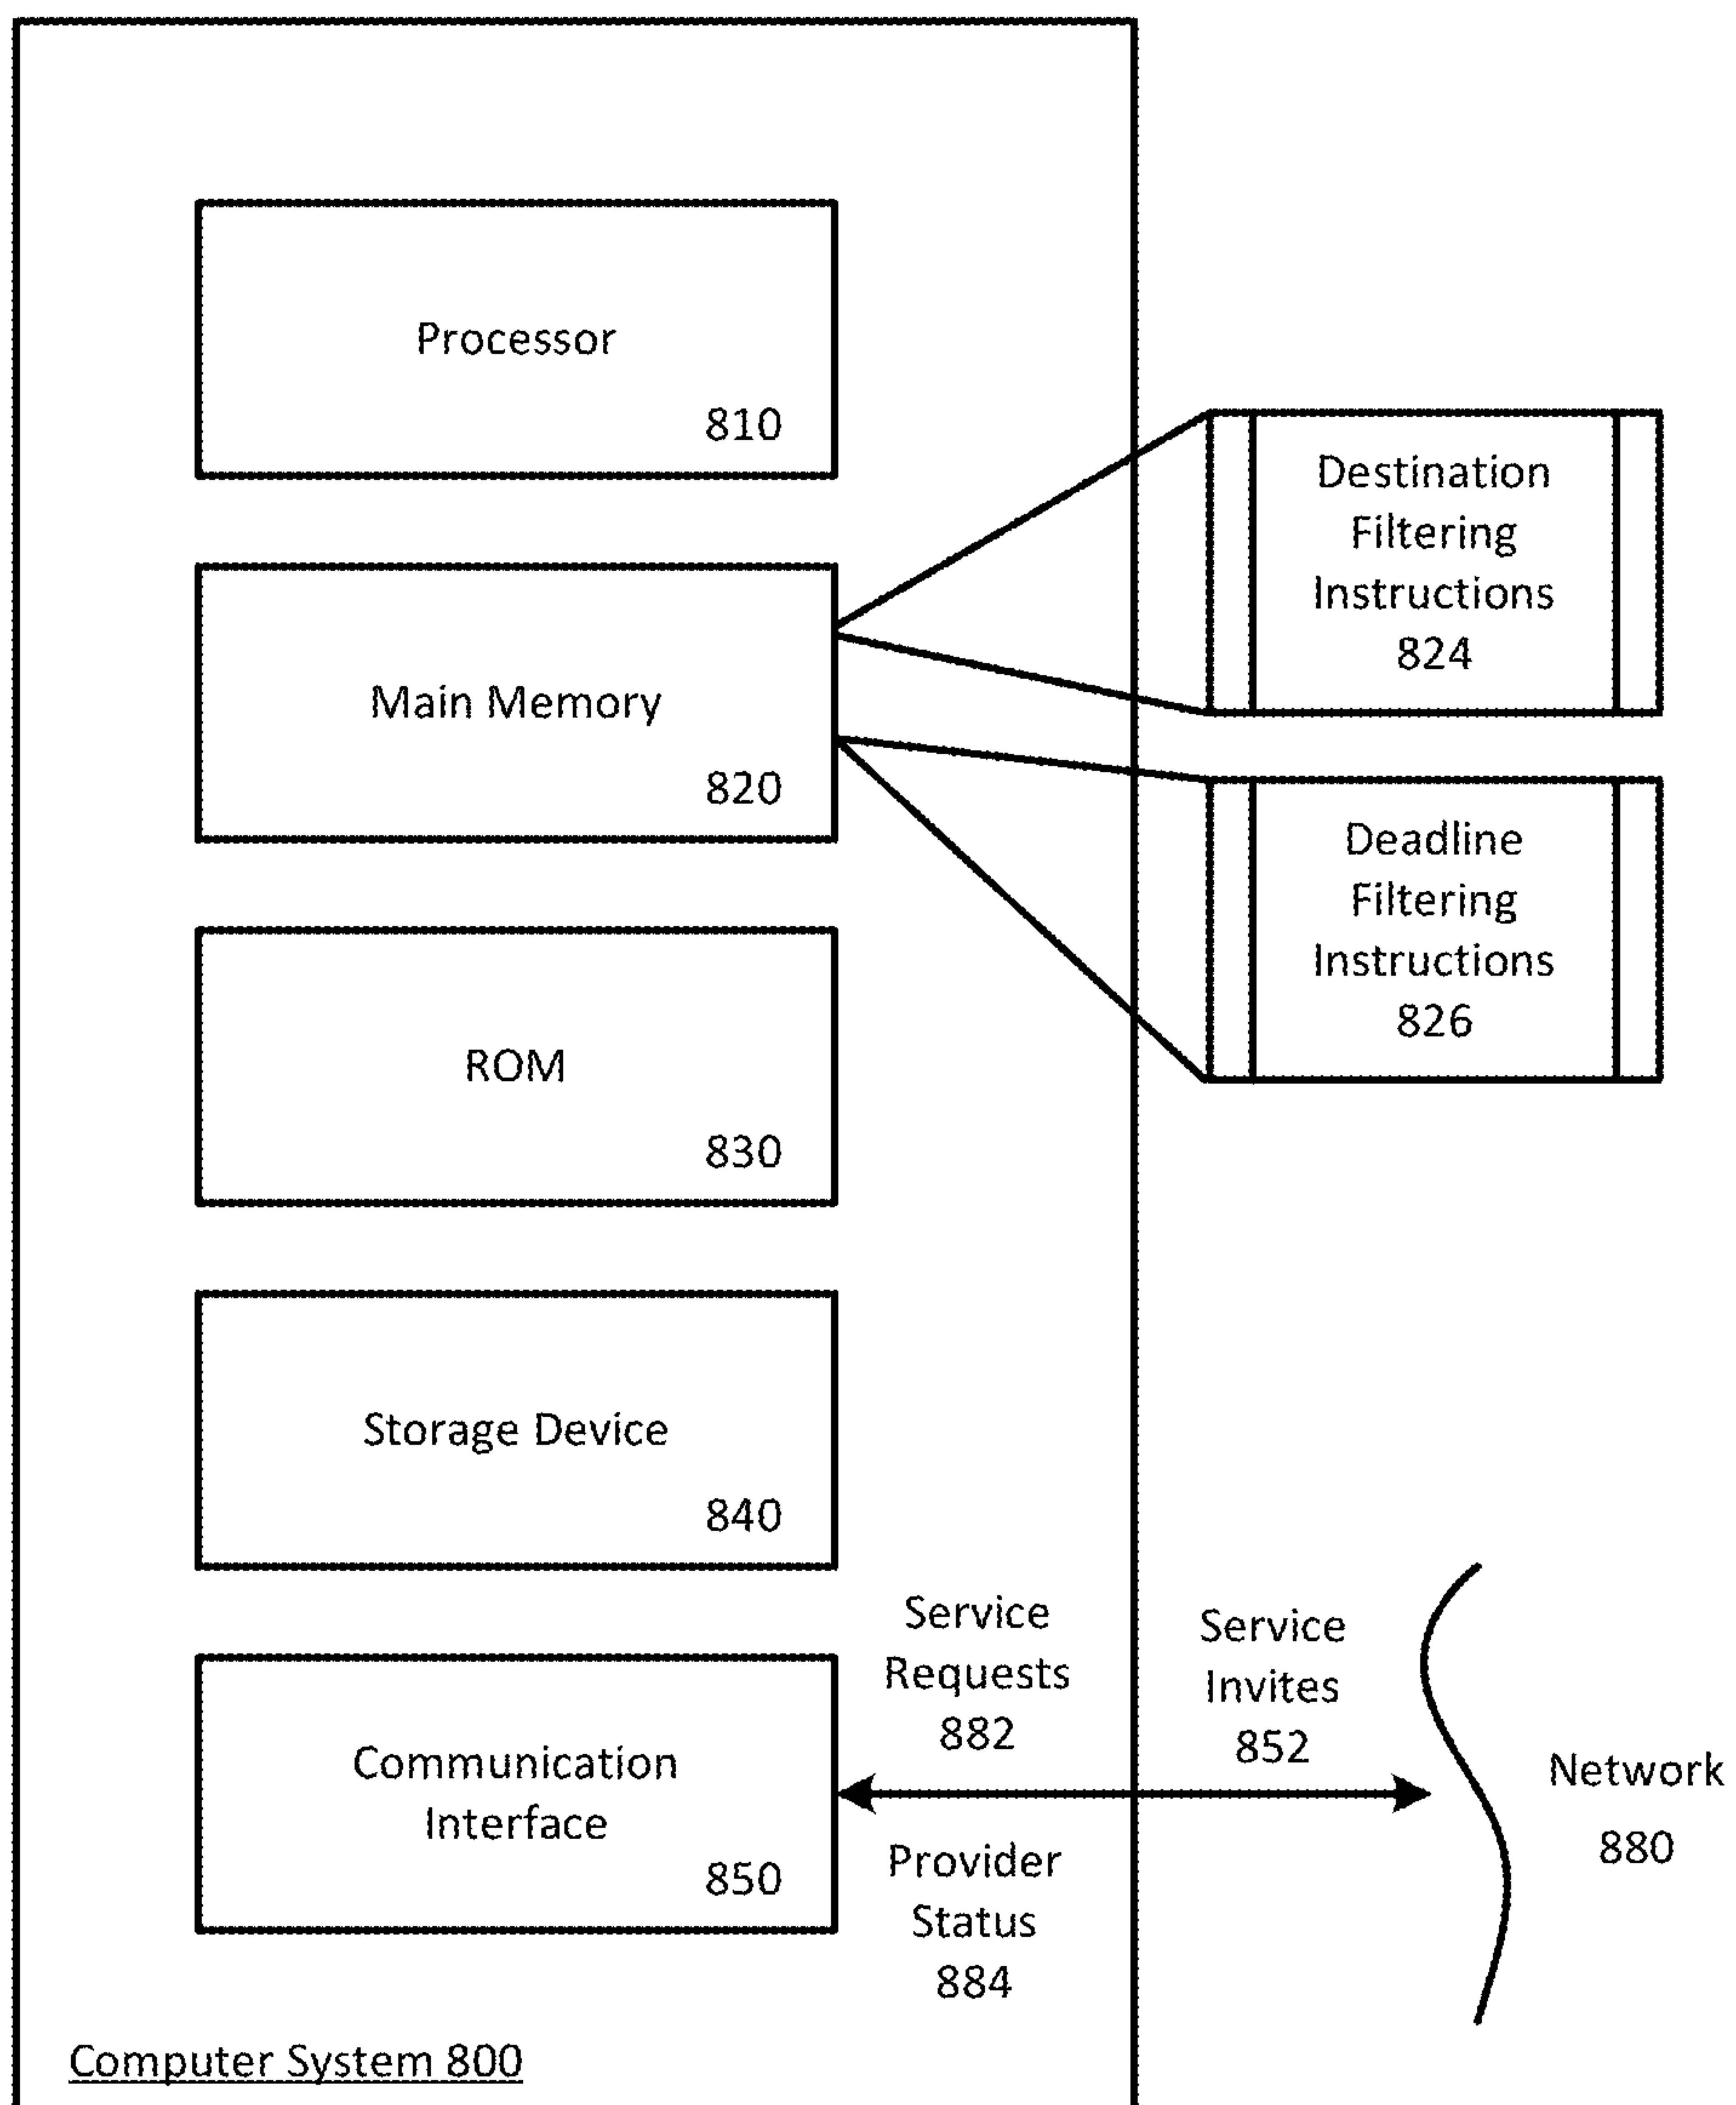 Processor
810
Destination
Filtering
Instructions
824
Main Memory
820
Deadline
Filtering
Instructions
826
ROM
830
Storage Device
840
Service
Requests
882
Service
Invites
852
Communication
Interface
850
Network
880
Provider
Status
884
Computer System 800